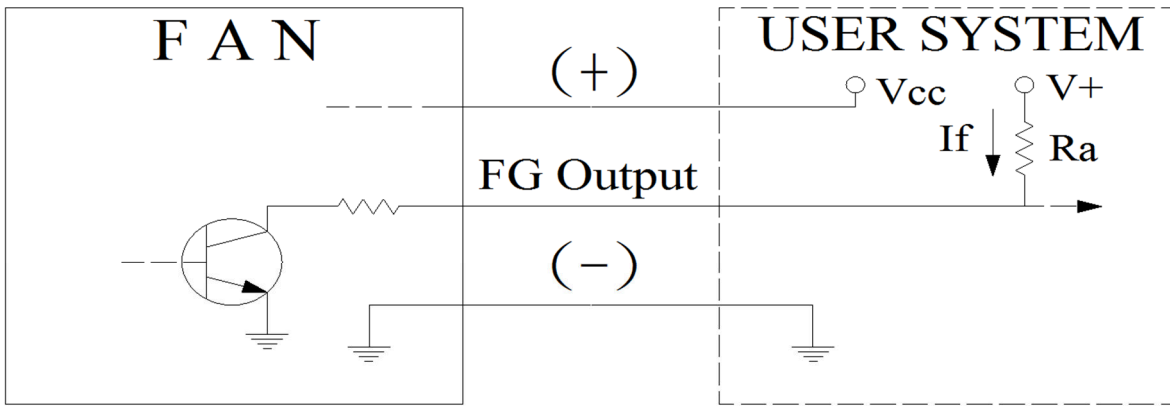 F A N
USER SYSTEM
(+)
Vcc
V+
If
Ra
FG Output
(-)